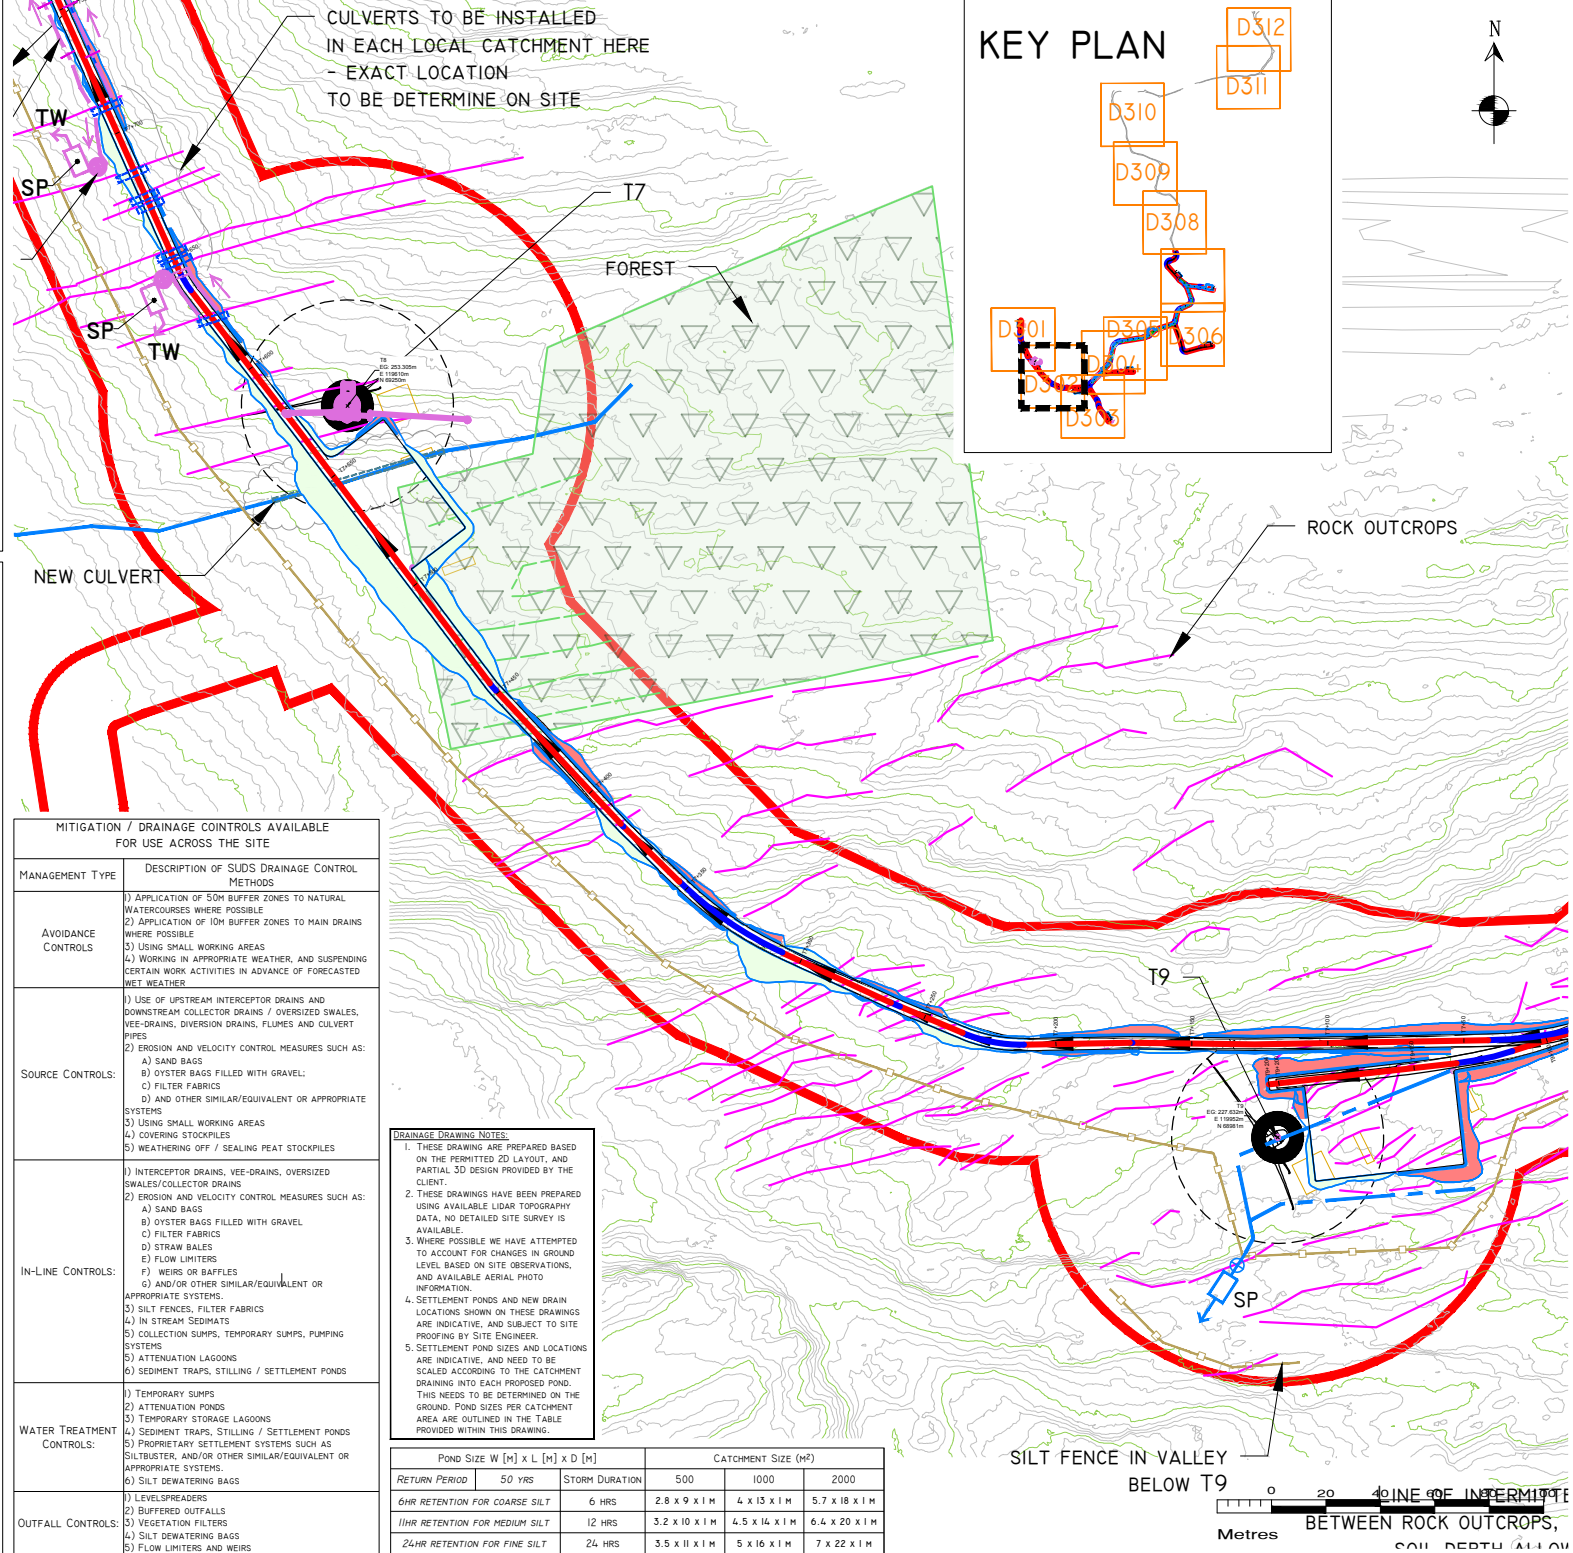 CULVERTS TO BE INSTALLED
IN EACH LOCAL CATCHMENT HERE
- EXACT LOCATION
TO BE DETERMINE ON SITE
KEY PLAN
D312
D311
D310
D309
D308
D301
D305
D306
D304
D302
D303
N
TW
SP
T7
FOREST
SP
TW
T8
EG: 253.305m
E 119610m
N 69250m
NEW CULVERT
ROCK OUTCROPS
T9
T9
EG: 227.632m
E 119952m
N 68981m
SP
SILT FENCE IN VALLEY
BELOW T9
0 20 40 60 80 100
Metres
LINE OF INTERMITTE
BETWEEN ROCK OUTCROPS,
SOIL DEPTH ALLOW
MITIGATION / DRAINAGE CONTROLS AVAILABLE
FOR USE ACROSS THE SITE
MANAGEMENT TYPE
DESCRIPTION OF SUDS DRAINAGE CONTROL
METHODS
AVOIDANCE
CONTROLS
1) APPLICATION OF 50M BUFFER ZONES TO NATURAL
WATERCOURSES WHERE POSSIBLE
2) APPLICATION OF 10M BUFFER ZONES TO MAIN DRAINS
WHERE POSSIBLE
3) USING SMALL WORKING AREAS
4) WORKING IN APPROPRIATE WEATHER, AND SUSPENDING
CERTAIN WORK ACTIVITIES IN ADVANCE OF FORECASTED
WET WEATHER
SOURCE CONTROLS:
1) USE OF UPSTREAM INTERCEPTOR DRAINS AND
DOWNSTREAM COLLECTOR DRAINS / OVERSIZED SWALES,
VEE-DRAINS, DIVERSION DRAINS, FLUMES AND CULVERT
PIPES
2) EROSION AND VELOCITY CONTROL MEASURES SUCH AS:
A) SAND BAGS
B) OYSTER BAGS FILLED WITH GRAVEL;
C) FILTER FABRICS
D) AND OTHER SIMILAR/EQUIVALENT OR APPROPRIATE
SYSTEMS
3) USING SMALL WORKING AREAS
4) COVERING STOCKPILES
5) WEATHERING OFF / SEALING PEAT STOCKPILES
IN-LINE CONTROLS:
1) INTERCEPTOR DRAINS, VEE-DRAINS, OVERSIZED
SWALES/COLLECTOR DRAINS
2) EROSION AND VELOCITY CONTROL MEASURES SUCH AS:
A) SAND BAGS
B) OYSTER BAGS FILLED WITH GRAVEL
C) FILTER FABRICS
D) STRAW BALES
E) FLOW LIMITERS
F) WEIRS OR BAFFLES
G) AND/OR OTHER SIMILAR/EQUIVALENT OR
APPROPRIATE SYSTEMS.
3) SILT FENCES, FILTER FABRICS
4) IN STREAM SEDIMATS
5) COLLECTION SUMPS, TEMPORARY SUMPS, PUMPING
SYSTEMS
5) ATTENUATION LAGOONS
6) SEDIMENT TRAPS, STILLING / SETTLEMENT PONDS
WATER TREATMENT
CONTROLS:
1) TEMPORARY SUMPS
2) ATTENUATION PONDS
3) TEMPORARY STORAGE LAGOONS
4) SEDIMENT TRAPS, STILLING / SETTLEMENT PONDS
5) PROPRIETARY SETTLEMENT SYSTEMS SUCH AS
SILTBUSTER, AND/OR OTHER SIMILAR/EQUIVALENT OR
APPROPRIATE SYSTEMS.
6) SILT DEWATERING BAGS
OUTFALL CONTROLS:
1) LEVELSPREADERS
2) BUFFERED OUTFALLS
3) VEGETATION FILTERS
4) SILT DEWATERING BAGS
5) FLOW LIMITERS AND WEIRS
DRAINAGE DRAWING NOTES:
1. THESE DRAWING ARE PREPARED BASED
ON THE PERMITTED 2D LAYOUT, AND
PARTIAL 3D DESIGN PROVIDED BY THE
CLIENT.
2. THESE DRAWINGS HAVE BEEN PREPARED
USING AVAILABLE LIDAR TOPOGRAPHY
DATA, NO DETAILED SITE SURVEY IS
AVAILABLE.
3. WHERE POSSIBLE WE HAVE ATTEMPTED
TO ACCOUNT FOR CHANGES IN GROUND
LEVEL BASED ON SITE OBSERVATIONS,
AND AVAILABLE AERIAL PHOTO
INFORMATION.
4. SETTLEMENT PONDS AND NEW DRAIN
LOCATIONS SHOWN ON THESE DRAWINGS
ARE INDICATIVE, AND SUBJECT TO SITE
PROOFING BY SITE ENGINEER.
5. SETTLEMENT POND SIZES AND LOCATIONS
ARE INDICATIVE, AND NEED TO BE
SCALED ACCORDING TO THE CATCHMENT
DRAINING INTO EACH PROPOSED POND.
THIS NEEDS TO BE DETERMINED ON THE
GROUND. POND SIZES PER CATCHMENT
AREA ARE OUTLINED IN THE TABLE
PROVIDED WITHIN THIS DRAWING.
POND SIZE W [M] X L [M] X D [M] CATCHMENT SIZE (M²)
RETURN PERIOD 50 YRS STORM DURATION 500 1000 2000
6HR RETENTION FOR COARSE SILT 6 HRS 2.8 X 9 X 1 M 4 X 13 X 1 M 5.7 X 18 X 1 M
11HR RETENTION FOR MEDIUM SILT 12 HRS 3.2 X 10 X 1 M 4.5 X 14 X 1 M 6.4 X 20 X 1 M
24HR RETENTION FOR FINE SILT 24 HRS 3.5 X 11 X 1 M 5 X 16 X 1 M 7 X 22 X 1 M